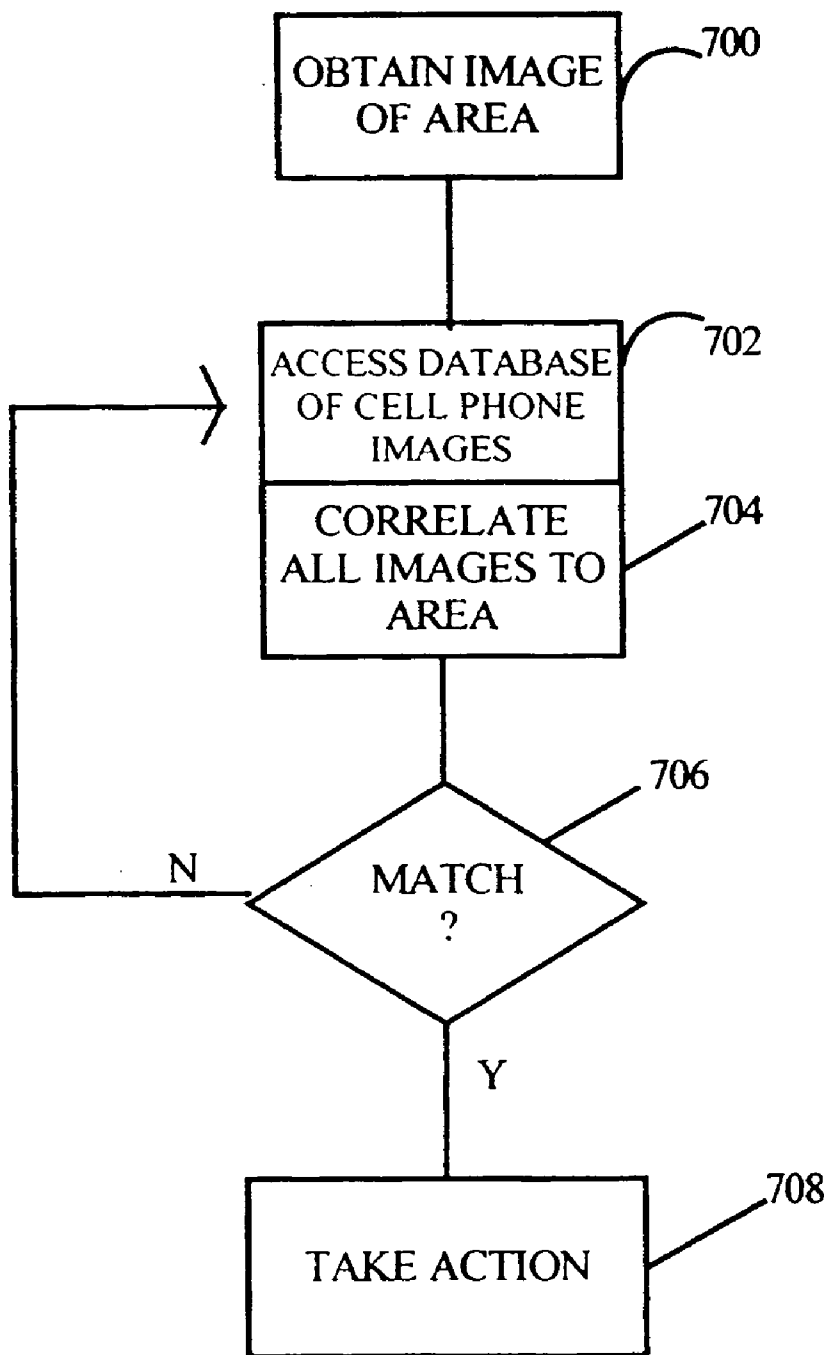 700
OBTAIN IMAGE
OF AREA
702
ACCESS DATABASE
OF CELL PHONE
IMAGES
704
CORRELATE
ALL IMAGES TO
AREA
706
MATCH
?
N
Y
708
TAKE ACTION